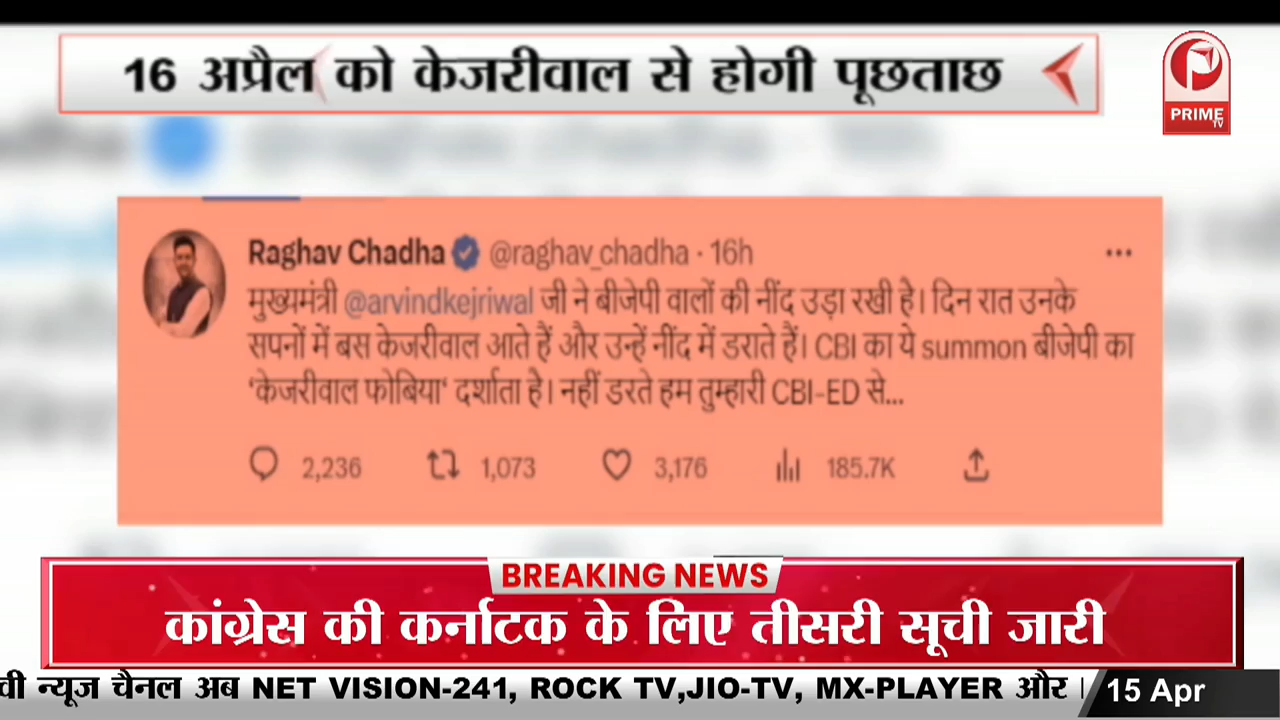 16 अप्रैल को केजरीवाल से होगी पूछताछ
PRIME
TV
Raghav Chadha @raghav_chadha · 16h
मुख्यमंत्री @arvindkejriwal जी ने बीजेपी वालों की नींद उड़ा रखी है। दिन रात उनके
सपनों में बस केजरीवाल आते हैं और उन्हें नींद में डराते हैं। CBI का ये summon बीजेपी का
‘केजरीवाल फोबिया‘ दर्शाता है। नहीं डरते हम तुम्हारी CBI-ED से...
2,236 1,073 3,176 185.7K
BREAKING NEWS
कांग्रेस की कर्नाटक के लिए तीसरी सूची जारी
वी न्यूज चैनल अब NET VISION-241, ROCK TV,JIO-TV, MX-PLAYER और
15 Apr